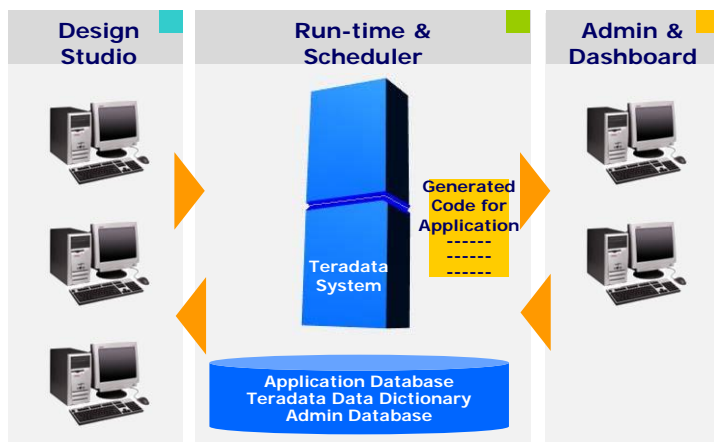 Design
Studio
Run-time &
Scheduler
Admin &
Dashboard
Generated
Code for
Application
------
------
------
Teradata
System
Application Database
Teradata Data Dictionary
Admin Database